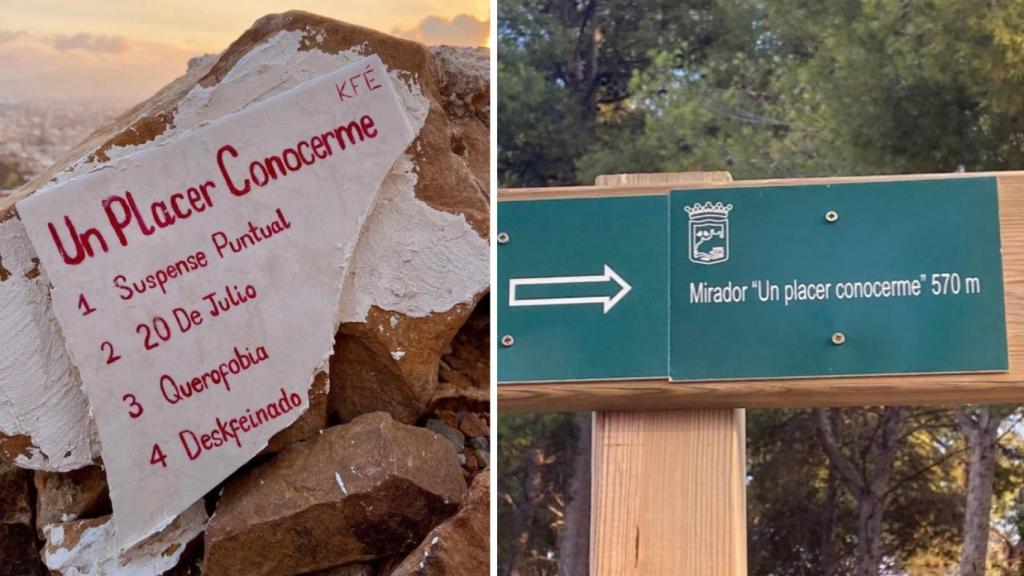 KFÉ
Un Placer Conocerme
1 Suspense Puntual
2 20 De Julio
3 Querofobia
4 Deskfeinado
Mirador "Un placer conocerme" 570 m